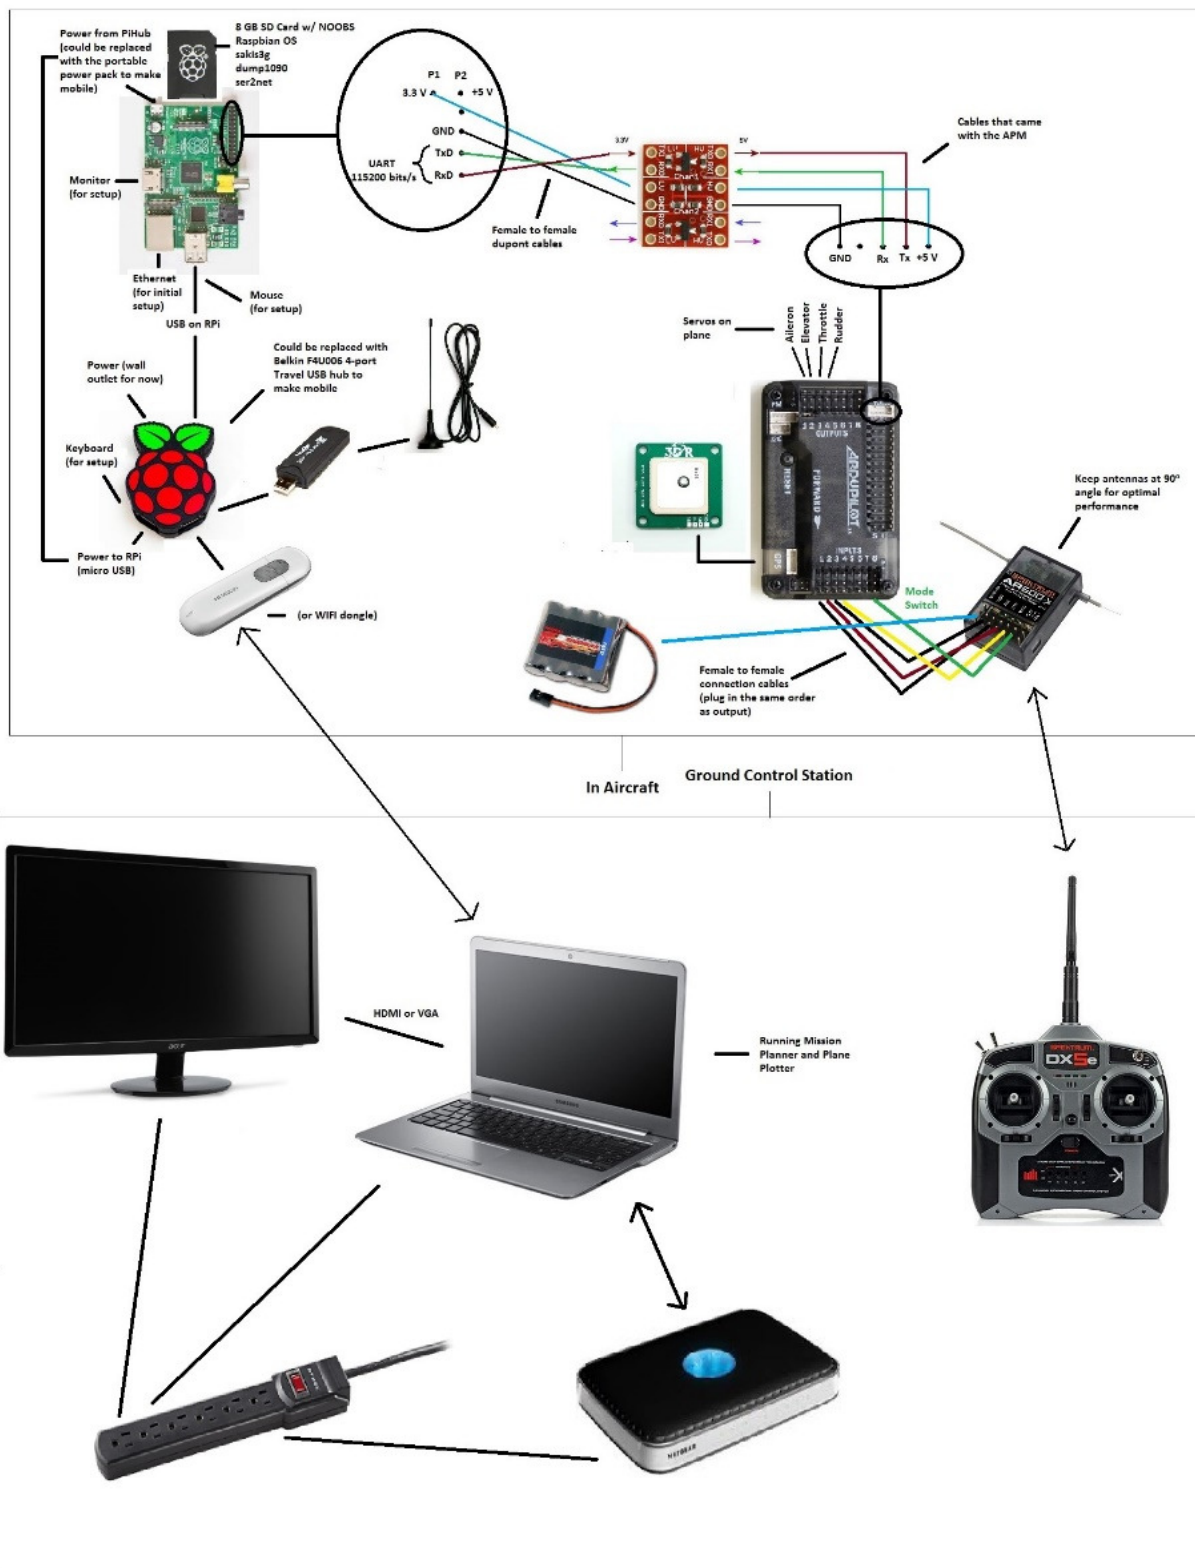 Power from PiHub
(could be replaced
with the portable
power pack to make
mobile)
8 GB SD Card w/ NOOBS
Raspbian OS
sakis3g
dump1090
ser2net
P1 P2
3.3 V +5 V
GND
TxD
RxD
UART
115200 bits/s
3.3V
5V
Cables that came
with the APM
Monitor
(for setup)
Female to female
dupont cables
GND Rx Tx +5 V
Ethernet
(for initial
setup)
Mouse
(for setup)
USB on RPi
Servos on
plane
Aileron
Elevator
Throttle
Rudder
Power (wall
outlet for now)
Could be replaced with
Belkin F4U006 4-port
Travel USB hub to
make mobile
Keyboard
(for setup)
Power to RPi
(micro USB)
(or WIFI dongle)
3DR
OUTPUTS
ARDUPILOT
FORWARD
INPUTS
GPS
Keep antennas at 90°
angle for optimal
performance
AR600X
Mode
Switch
Female to female
connection cables
(plug in the same order
as output)
In Aircraft
Ground Control Station
acer
HDMI or VGA
Running Mission
Planner and Plane
Plotter
SAMSUNG
SPEKTRUM
DX5e
NETGEAR